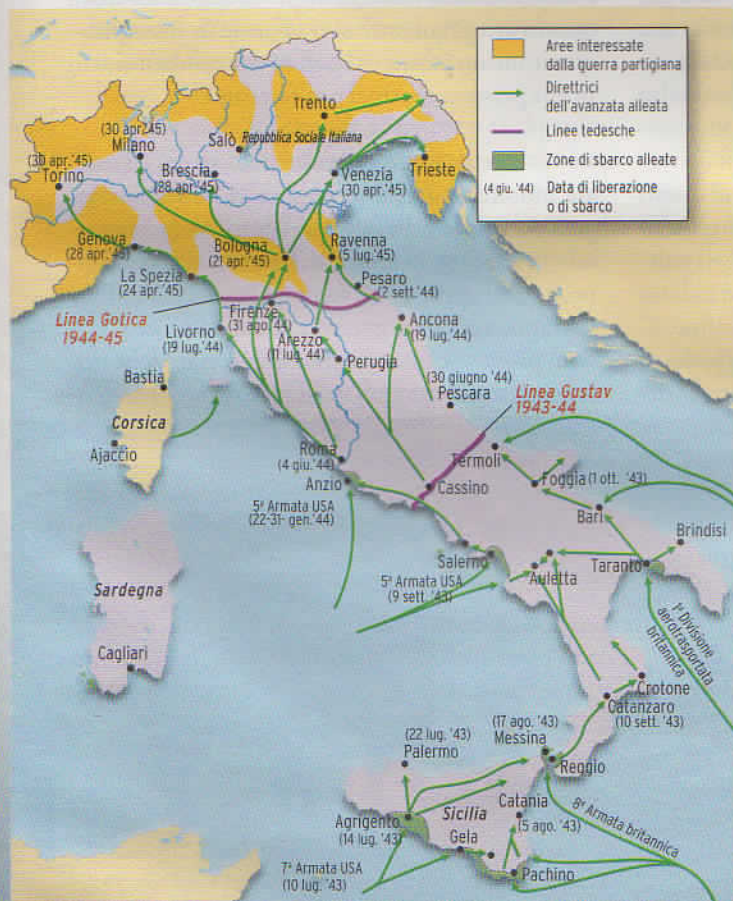 Aree interessate
dalla guerra partigiana
Direttrici
dell'avanzata alleata
Linee tedesche
Zone di sbarco alleate
(4 giu. '44)
Data di liberazione
o di sbarco
Trento
(30 apr.'45)
Milano
Salò
Repubblica Sociale Italiana
(30 apr.'45)
Torino
Brescia
(28 apr.'45)
Venezia
(30 apr.'45)
Trieste
Genova
(28 apr.'45)
Bologna
(21 apr.'45)
Ravenna
(5 lug.'45)
La Spezia
(24 apr.'45)
Pesaro
(2 sett.'44)
Linea Gotica
1944-45
Firenze
(31 ago.'44)
Livorno
(19 lug.'44)
Arezzo
(11 lug.'44)
Ancona
(19 lug.'44)
Perugia
(30 giugno '44)
Pescara
Bastia
Corsica
Ajaccio
Linea Gustav
1943-44
Roma
(4 giu.'44)
Anzio
Termoli
Cassino
Foggia (1 ott. '43)
5ª Armata USA
(22-31- gen.'44)
Bari
Brindisi
Salerno
Auletta
Taranto
5ª Armata USA
(9 sett.'43)
Sardegna
Cagliari
1ª Divisione
aerotrasportata
britannica
Crotone
Catanzaro
(10 sett. '43)
(17 ago. '43)
Messina
Reggio
(22 lug. '43)
Palermo
Sicilia
Catania
(5 ago. '43)
Agrigento
(14 lug.'43)
Gela
8ª Armata britannica
7ª Armata USA
(10 lug.'43)
Pachino